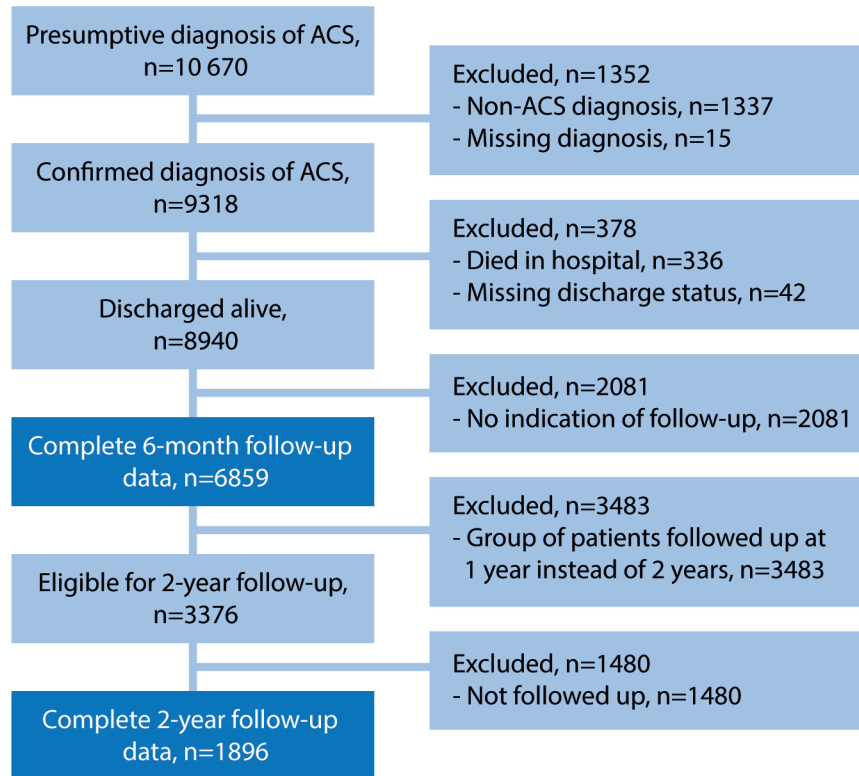 Presumptive diagnosis of ACS,
n=10 670
Excluded, n=1352
- Non-ACS diagnosis, n=1337
- Missing diagnosis, n=15
Confirmed diagnosis of ACS,
n=9318
Excluded, n=378
- Died in hospital, n=336
- Missing discharge status, n=42
Discharged alive,
n=8940
Excluded, n=2081
- No indication of follow-up, n=2081
Complete 6-month follow-up
data, n=6859
Excluded, n=3483
- Group of patients followed up at
1 year instead of 2 years, n=3483
Eligible for 2-year follow-up,
n=3376
Excluded, n=1480
- Not followed up, n=1480
Complete 2-year follow-up
data, n=1896